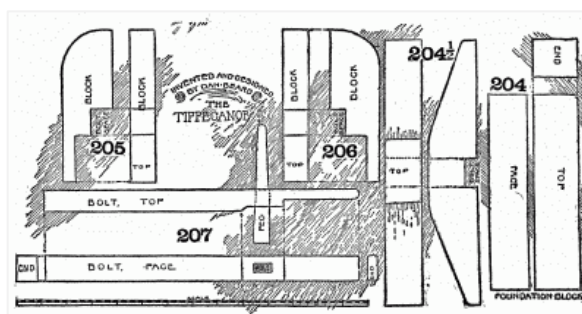 INVENTED AND DESIGNED
BY DAN. BEARD
THE
TIPPECANOE
BLOCK
BLOCK
205
TOP
BLOCK
BLOCK
206
TOP
204½
TOP
204
END
FACE
TOP
FOUNDATION BLOCK
BOLT, TOP
PEG
207
END
BOLT, FACE
HOLE